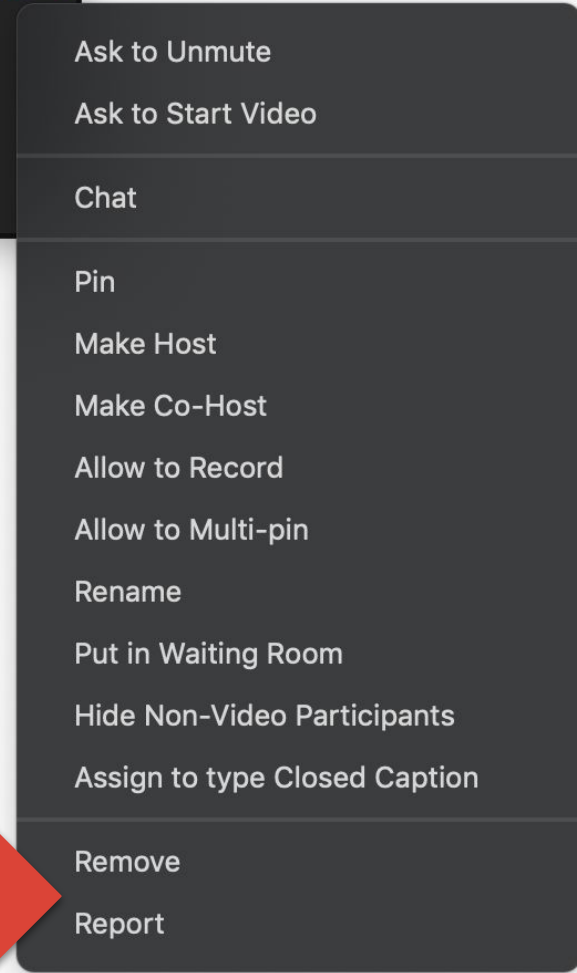 Ask to Unmute
Ask to Start Video
Chat
Pin
Make Host
Make Co-Host
Allow to Record
Allow to Multi-pin
Rename
Put in Waiting Room
Hide Non-Video Participants
Assign to type Closed Caption
Remove
Report